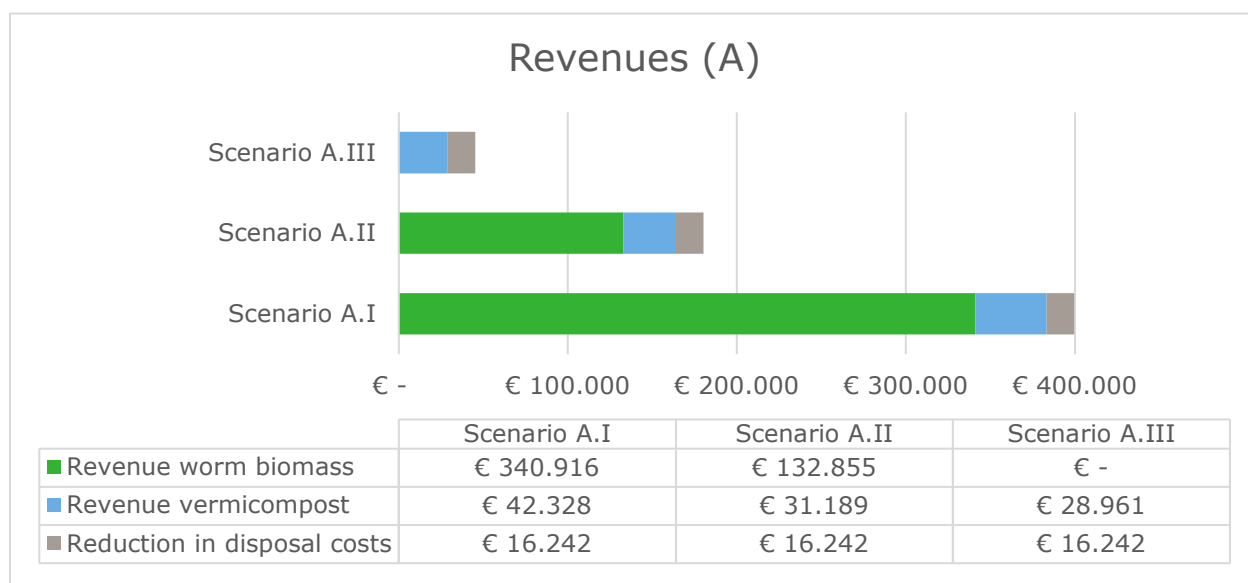 Revenues (A)
Scenario A.III
Scenario A.II
Scenario A.I
€ - € 100.000 € 200.000 € 300.000 € 400.000
Scenario A.I Scenario A.II Scenario A.III
Revenue worm biomass € 340.916 € 132.855 € -
Revenue vermicompost € 42.328 € 31.189 € 28.961
Reduction in disposal costs € 16.242 € 16.242 € 16.242